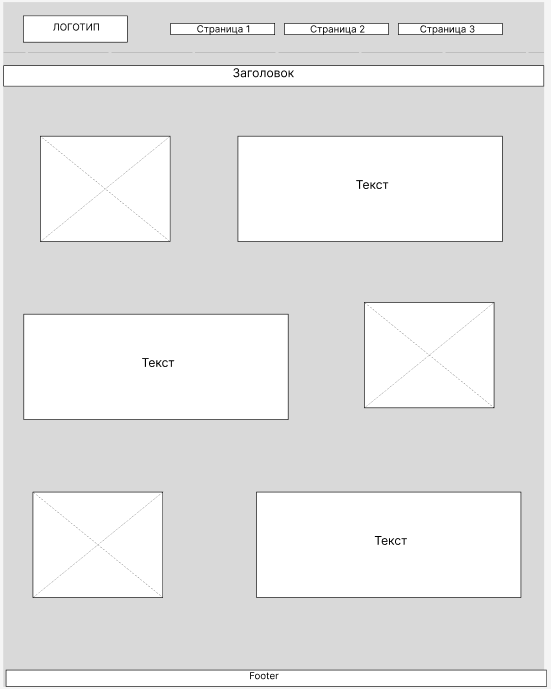 ЛОГОТИП
Страница 1
Страница 2
Страница 3
Заголовок
Текст
Текст
Текст
Footer